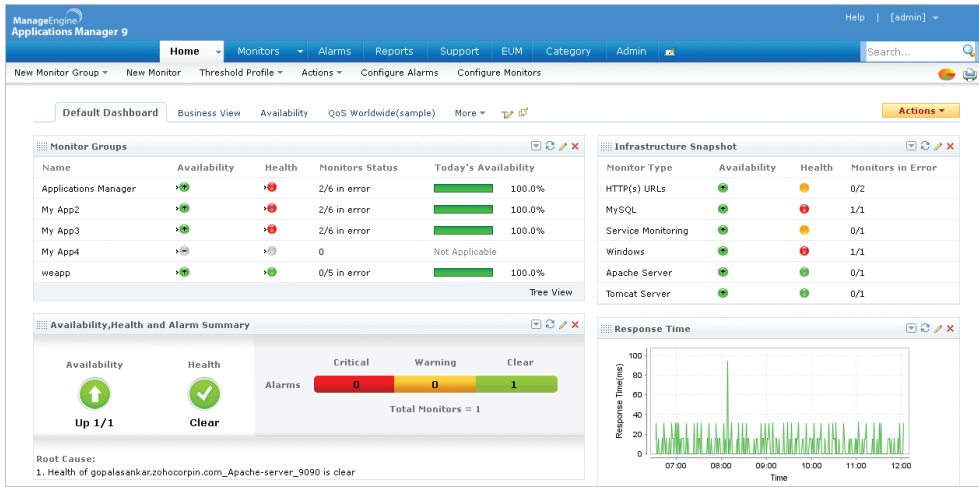 ManageEngine
Applications Manager 9
Help | [admin]
Home Monitors Alarms Reports Support EUM Category Admin
Search...
New Monitor Group New Monitor Threshold Profile Actions Configure Alarms Configure Monitors
Default Dashboard Business View Availability QoS Worldwide(sample) More
Actions
Monitor Groups
Name Availability Health Monitors Status Today's Availability
Applications Manager 2/6 in error 100.0%
My App2 2/6 in error 100.0%
My App3 2/6 in error 100.0%
My App4 0 Not Applicable
weapp 0/5 in error 100.0%
Tree View
Infrastructure Snapshot
Monitor Type Availability Health Monitors in Error
HTTP(s) URLs 0/2
MySQL 1/1
Service Monitoring 0/1
Windows 1/1
Apache Server 0/1
Tomcat Server 0/1
Availability,Health and Alarm Summary
Availability Health
Up 1/1 Clear
Critical Warning Clear
Alarms 0 0 1
Total Monitors = 1
Root Cause:
1. Health of gopalasankar.zohocorpin.com_Apache-server_9090 is clear
Response Time
Response Time(ms)
100
80
60
40
20
0
07:00 08:00 09:00 10:00 11:00 12:00
Time